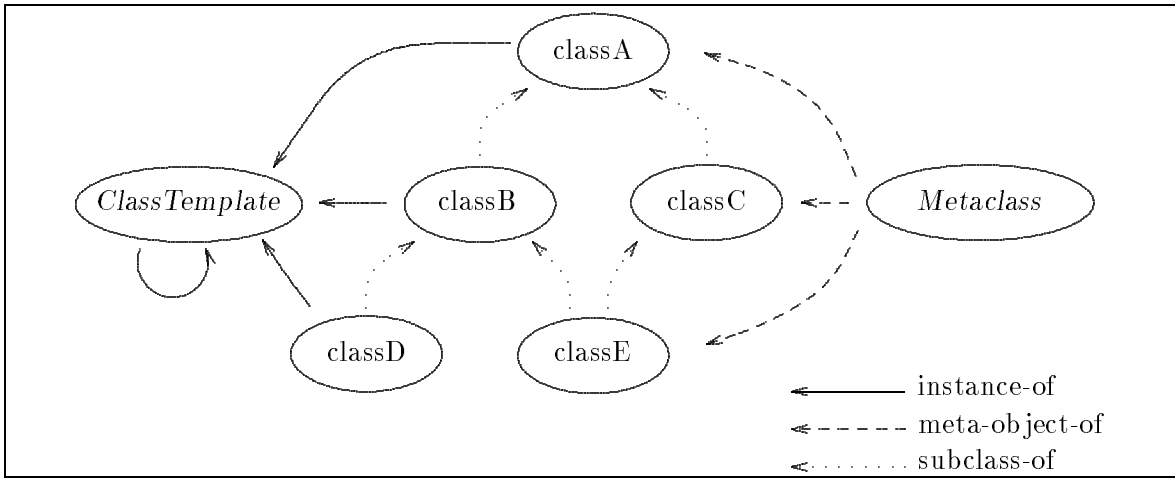 classA
ClassTemplate
classB
classC
Metaclass
classD
classE
instance-of
meta-object-of
subclass-of